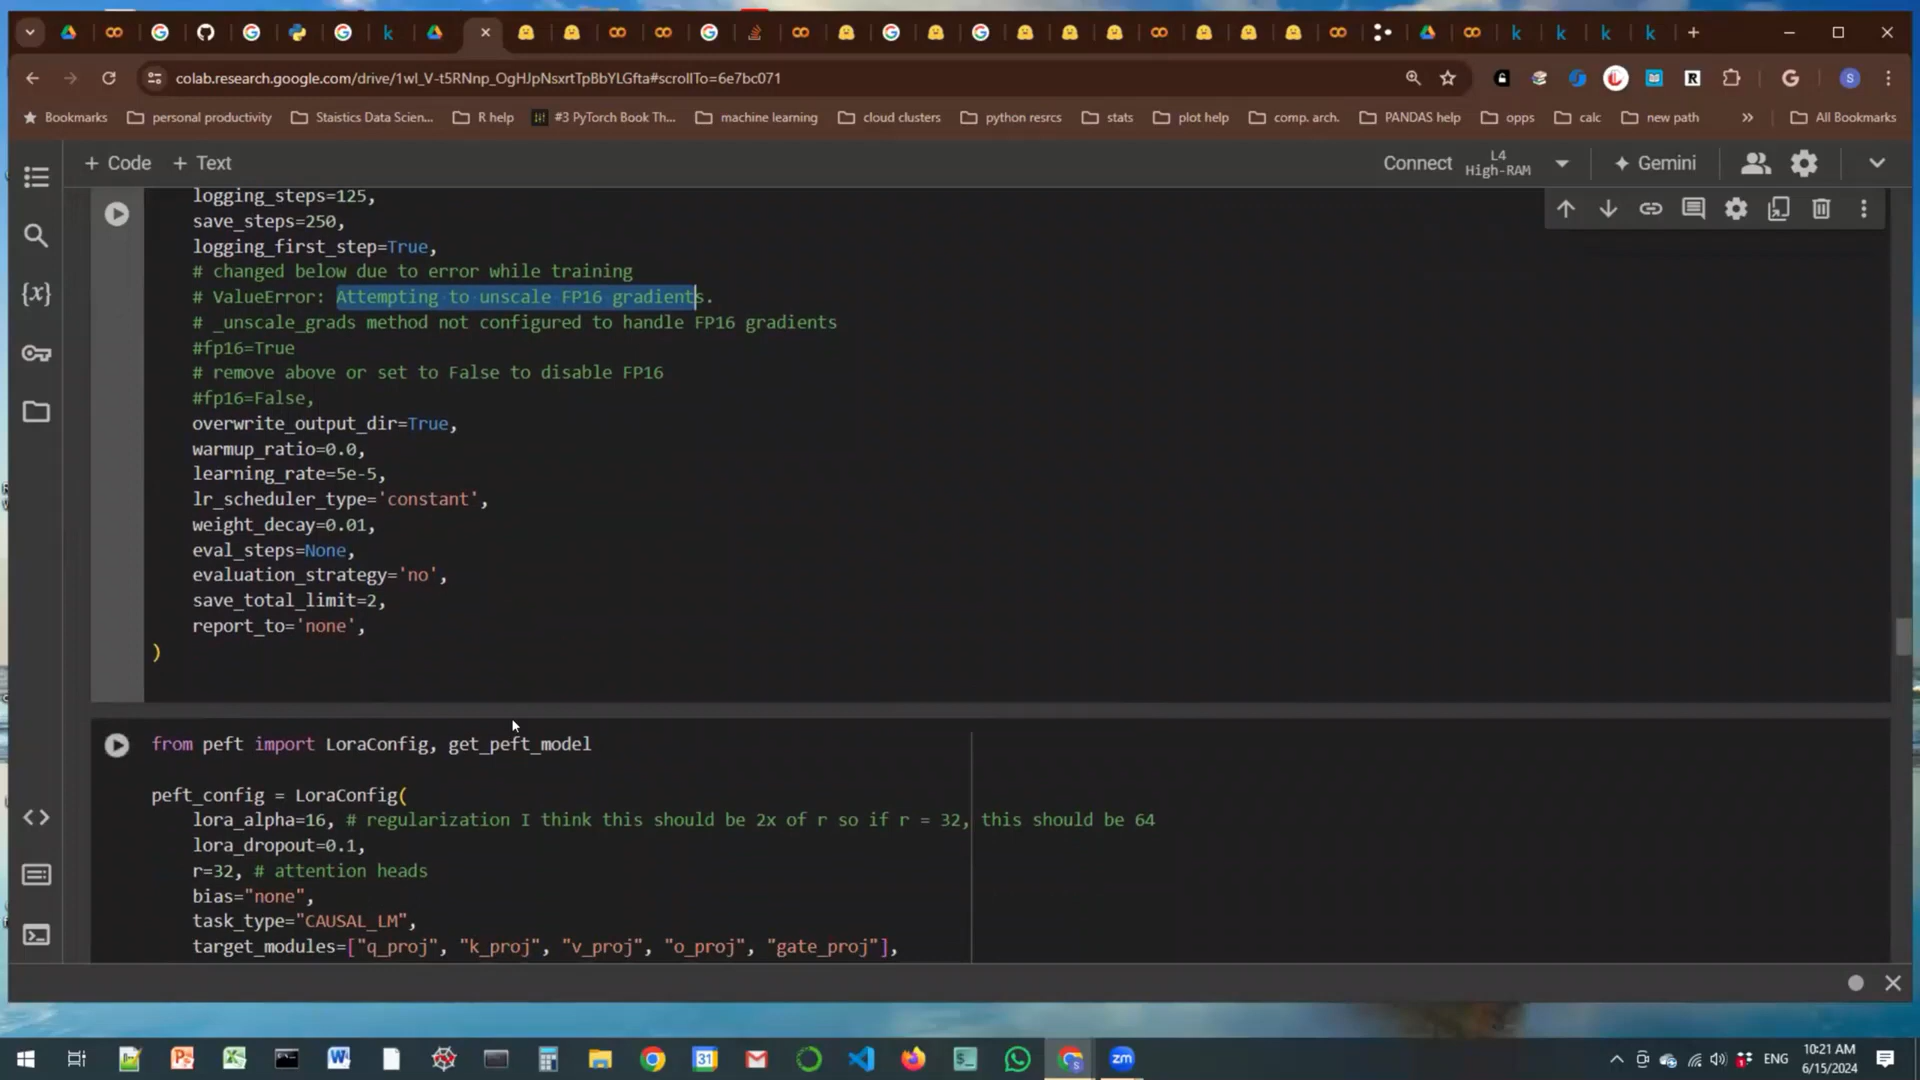 colab.research.google.com/drive/1wl_V-t5RNnp_OgHJpNsxrtTpBbYLGfta#scrollTo=6e7bc071
Bookmarks
personal productivity
Staistics Data Scien...
R help
#3 PyTorch Book Th...
machine learning
cloud clusters
python resrcs
stats
plot help
comp. arch.
PANDAS help
opps
calc
new path
»
All Bookmarks
+ Code + Text
Connect
L4
High-RAM
Gemini
logging_steps=125,
save_steps=250,
logging_first_step=True,
# changed below due to error while training
# ValueError: Attempting to unscale FP16 gradients.
# _unscale_grads method not configured to handle FP16 gradients
#fp16=True
# remove above or set to False to disable FP16
#fp16=False,
overwrite_output_dir=True,
warmup_ratio=0.0,
learning_rate=5e-5,
lr_scheduler_type='constant',
weight_decay=0.01,
eval_steps=None,
evaluation_strategy='no',
save_total_limit=2,
report_to='none',
)
from peft import LoraConfig, get_peft_model
peft_config = LoraConfig(
lora_alpha=16, # regularization I think this should be 2x of r so if r = 32, this should be 64
lora_dropout=0.1,
r=32, # attention heads
bias="none",
task_type="CAUSAL_LM",
target_modules=["q_proj", "k_proj", "v_proj", "o_proj", "gate_proj"],
zm
ENG
10:21 AM
6/15/2024